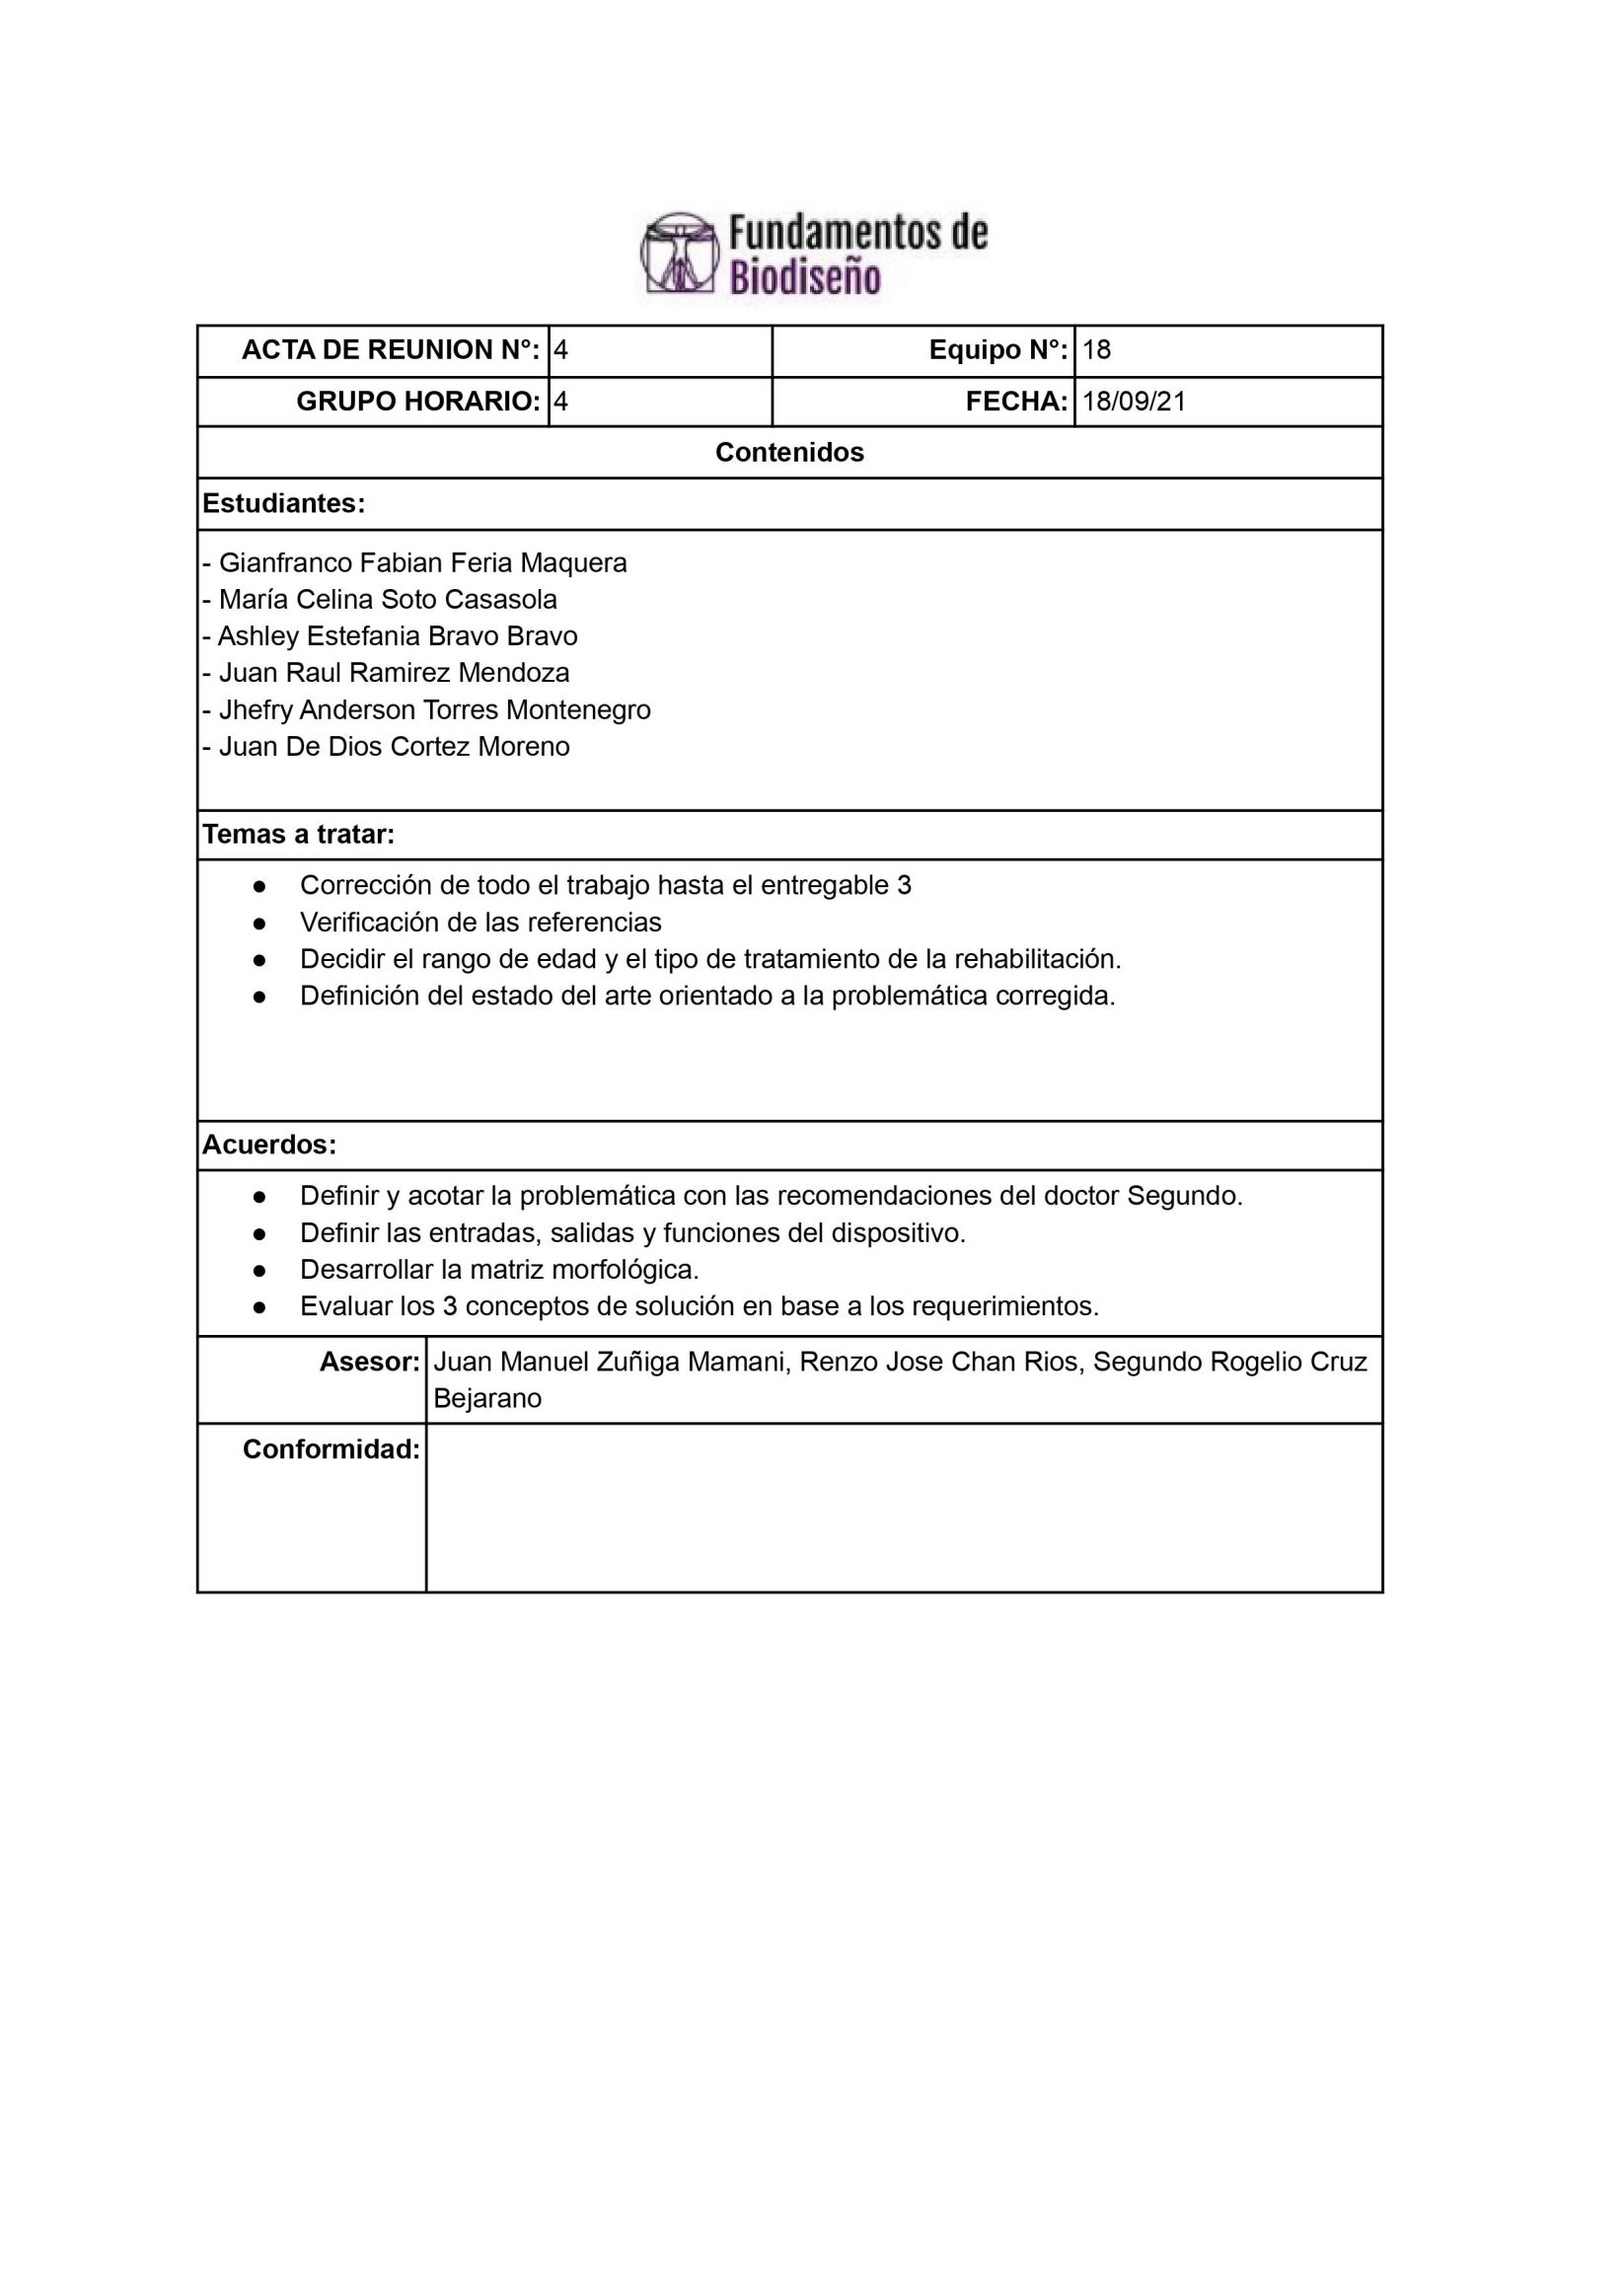 Fundamentos de
Biodiseño
ACTA DE REUNION N°: 4 Equipo N°: 18
GRUPO HORARIO: 4 FECHA: 18/09/21
Contenidos
Estudiantes:
- Gianfranco Fabian Feria Maquera
- María Celina Soto Casasola
- Ashley Estefania Bravo Bravo
- Juan Raul Ramirez Mendoza
- Jhefry Anderson Torres Montenegro
- Juan De Dios Cortez Moreno
Temas a tratar:
● Corrección de todo el trabajo hasta el entregable 3
● Verificación de las referencias
● Decidir el rango de edad y el tipo de tratamiento de la rehabilitación.
● Definición del estado del arte orientado a la problemática corregida.
Acuerdos:
● Definir y acotar la problemática con las recomendaciones del doctor Segundo.
● Definir las entradas, salidas y funciones del dispositivo.
● Desarrollar la matriz morfológica.
● Evaluar los 3 conceptos de solución en base a los requerimientos.
Asesor: Juan Manuel Zuñiga Mamani, Renzo Jose Chan Rios, Segundo Rogelio Cruz
Bejarano
Conformidad: